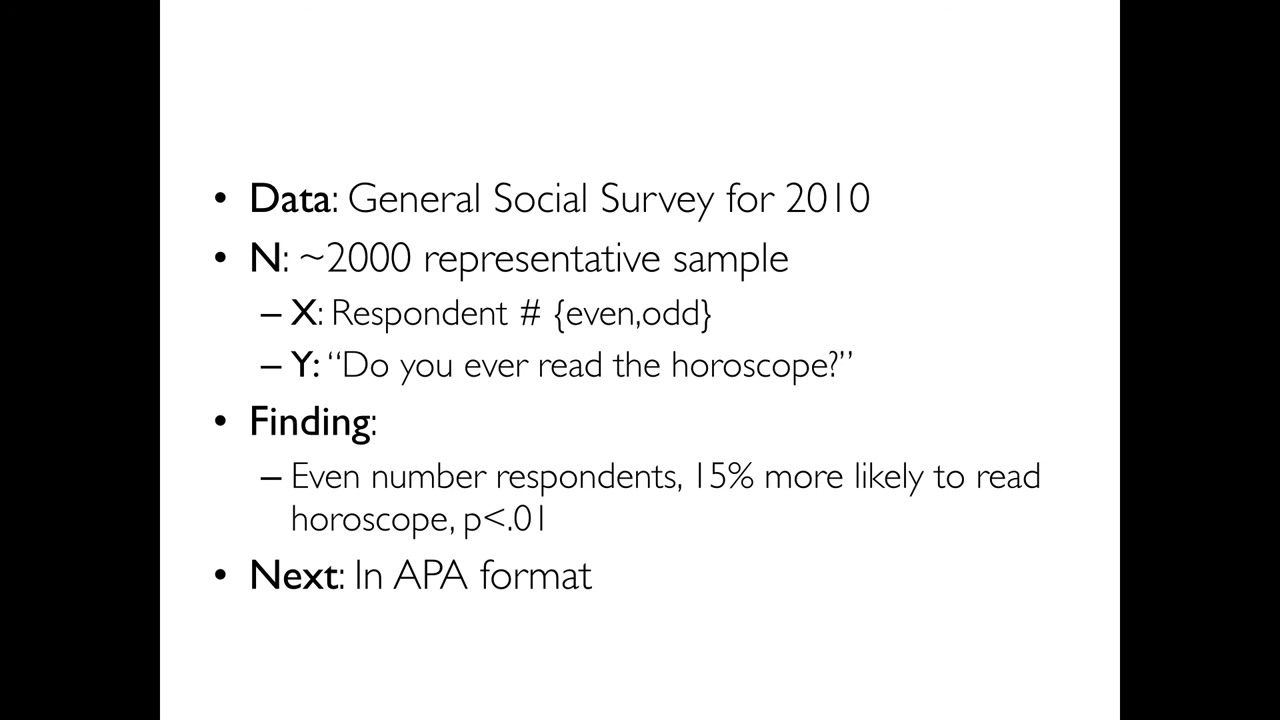 • Data: General Social Survey for 2010
• N: ~2000 representative sample
– X: Respondent # {even,odd}
– Y: “Do you ever read the horoscope?”
• Finding:
– Even number respondents, 15% more likely to read
horoscope, p<.01
• Next: In APA format